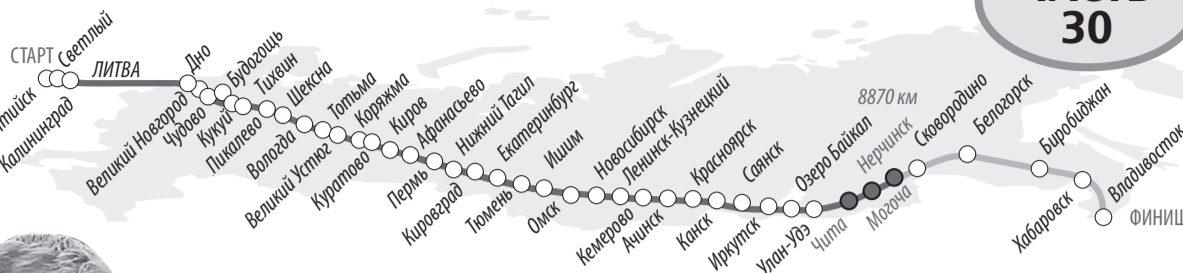 30
СТАРТ
Светлый
Калининград
ЛИТВА
Дно
Великий Новгород
Чудово
Будогощь
Кукуй
Тихвин
Пикалево
Шексна
Вологда
Тотьма
Великий Устюг
Коряжма
Куратово
Киров
Афанасьево
Пермь
Нижний Тагил
Кировград
Екатеринбург
Тюмень
Ишим
Омск
Новосибирск
Ленинск-Кузнецкий
Кемерово
Ачинск
Красноярск
Канск
Саянск
Иркутск
Озеро Байкал
Улан-Удэ
Чита
8870 км
Нерчинск
Могоча
Сковородино
Белогорск
Биробиджан
Хабаровск
Владивосток
ФИНИШ